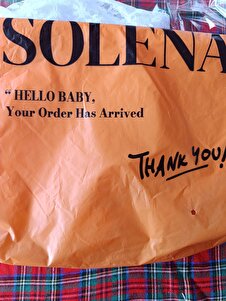 SOLENA
“ HELLO BABY,
Your Order Has Arrived
THANK YOU!